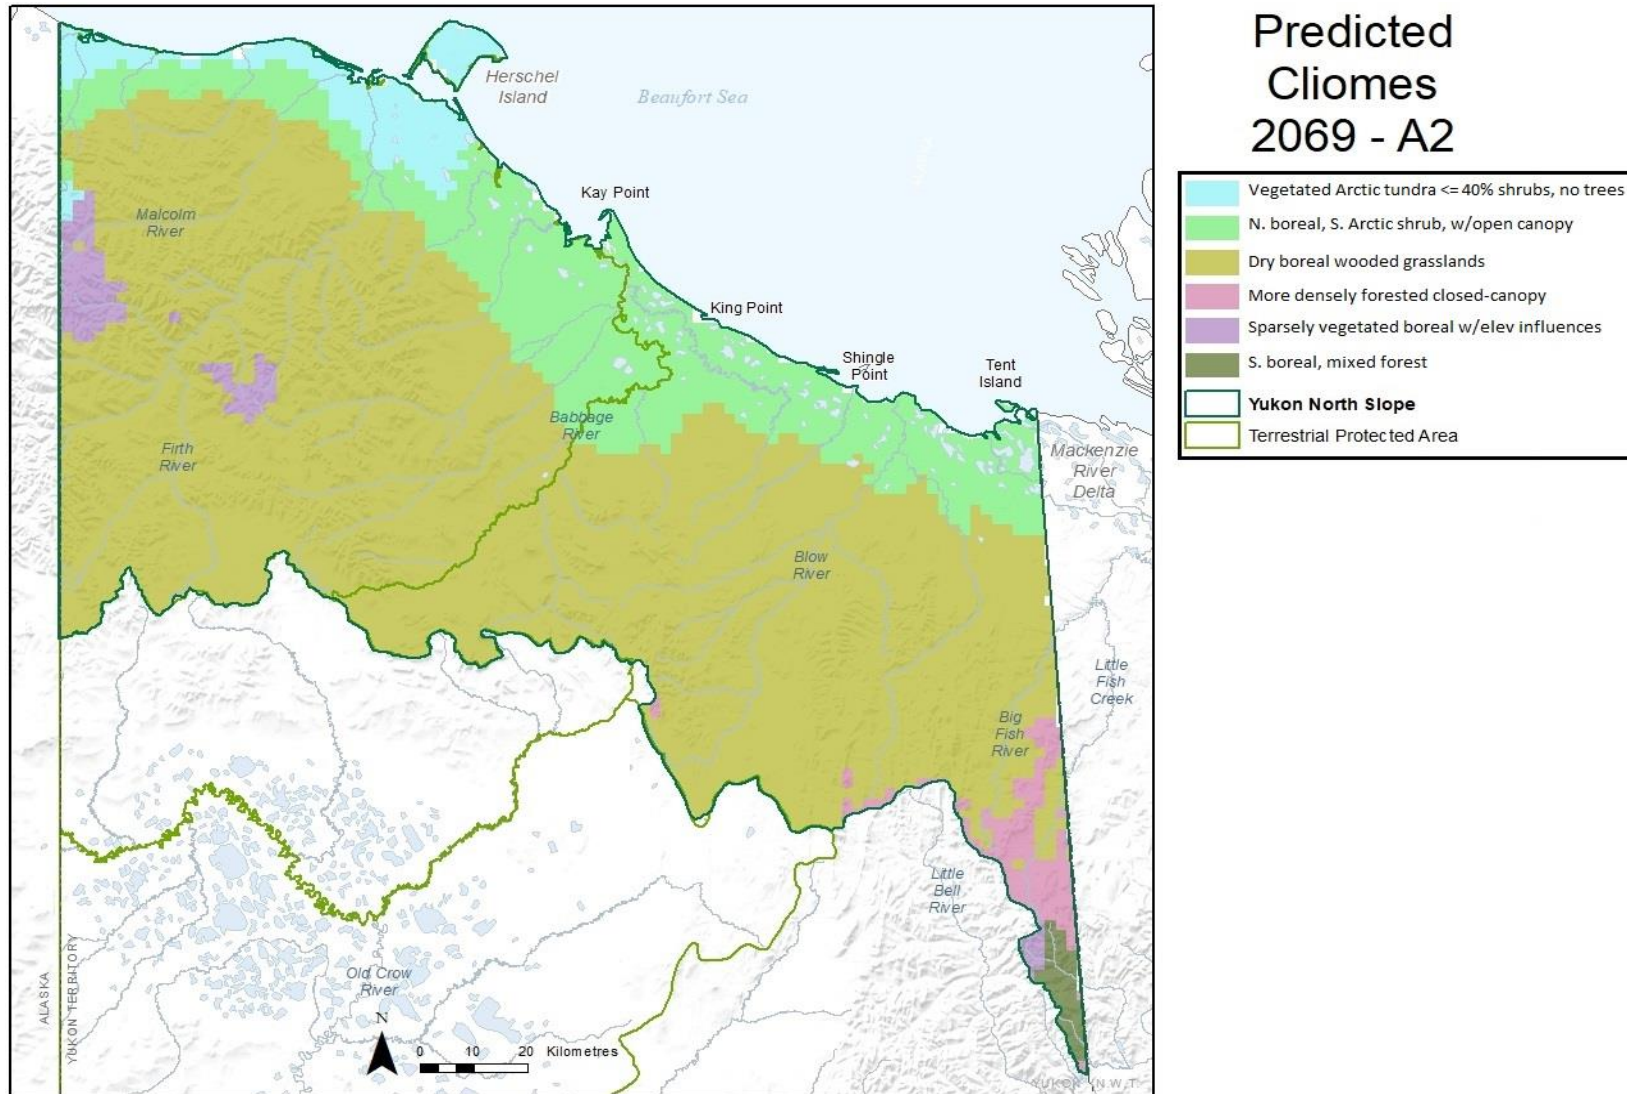 Predicted
Cliomes
2069 - A2
Vegetated Arctic tundra <= 40% shrubs, no trees
N. boreal, S. Arctic shrub, w/open canopy
Dry boreal wooded grasslands
More densely forested closed-canopy
Sparsely vegetated boreal w/elev influences
S. boreal, mixed forest
Yukon North Slope
Terrestrial Protected Area
Herschel
Island
Beaufort Sea
Kay Point
Malcolm
River
King Point
Shingle
Point
Tent
Island
Babbage
River
Firth
River
Mackenzie
River
Delta
Blow
River
Little
Fish
Creek
Big
Fish
River
Little
Bell
River
Old Crow
River
ALASKA
YUKON TERRITORY
N
0 10 20 Kilometres
YUKON
N.W.T.